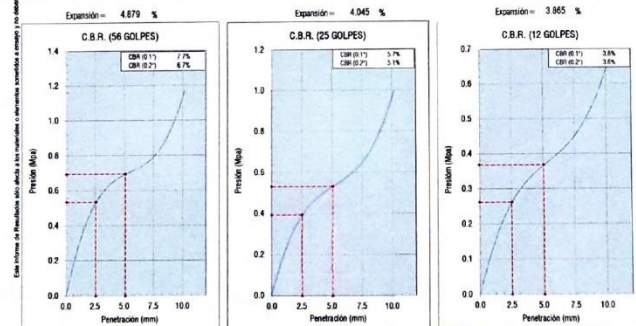 Este Informe de Resultados sólo afecta a los materiales o elementos sometidos a ensayo y no debe
Expansión = 4.879 %
C.B.R. (56 GOLPES)
CBR (0.1") 7.7%
CBR (0.2") 6.7%
1.4
1.2
1.0
0.8
0.6
0.4
0.2
0.0
Presión (Mpa)
0.0 2.5 5.0 7.5 10.0
Penetración (mm)
Expansión = 4.045 %
C.B.R. (25 GOLPES)
CBR (0.1") 5.7%
CBR (0.2") 5.1%
1.2
1.0
0.8
0.6
0.4
0.2
0.0
Presión (Mpa)
0.0 2.5 5.0 7.5 10.0
Penetración (mm)
Expansión = 3.865 %
C.B.R. (12 GOLPES)
CBR (0.1") 3.8%
CBR (0.2") 3.6%
0.7
0.6
0.5
0.4
0.3
0.2
0.1
0.0
Presión (Mpa)
0.0 2.5 5.0 7.5 10.0
Penetración (mm)